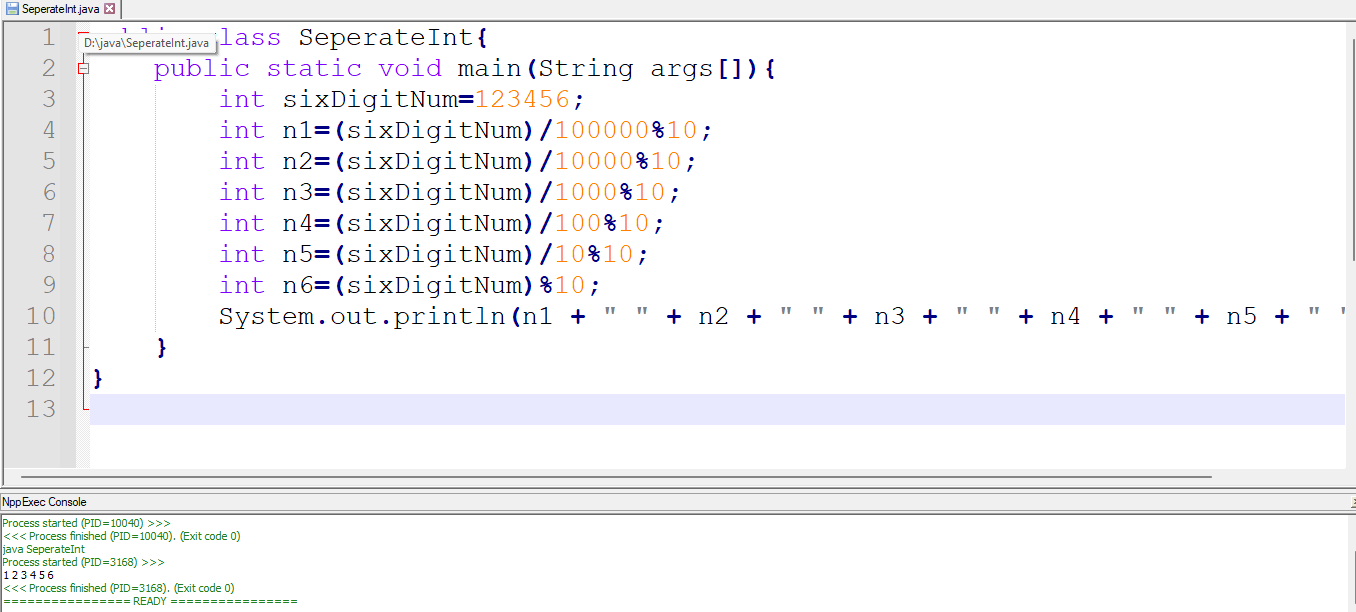 SeperateInt.java
1 lass SeperateInt{
D:\java\SeperateInt.java
2 public static void main(String args[]){
3 int sixDigitNum=123456;
4 int n1=(sixDigitNum)/100000%10;
5 int n2=(sixDigitNum)/10000%10;
6 int n3=(sixDigitNum)/1000%10;
7 int n4=(sixDigitNum)/100%10;
8 int n5=(sixDigitNum)/10%10;
9 int n6=(sixDigitNum)%10;
10 System.out.println(n1 + " " + n2 + " " + n3 + " " + n4 + " " + n5 + " "
11 }
12 }
13
NppExec Console
Process started (PID=10040) >>>
<<< Process finished (PID=10040). (Exit code 0)
java SeperateInt
Process started (PID=3168) >>>
1 2 3 4 5 6
<<< Process finished (PID=3168). (Exit code 0)
================ READY ================